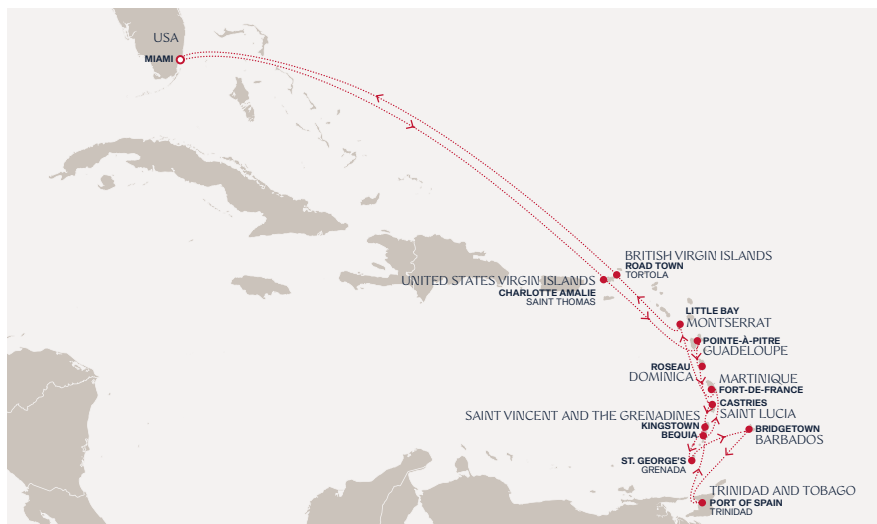 USA
MIAMI
BRITISH VIRGIN ISLANDS
ROAD TOWN
TORTOLA
UNITED STATES VIRGIN ISLANDS
CHARLOTTE AMALIE
SAINT THOMAS
LITTLE BAY
MONTSERRAT
POINTE-À-PITRE
GUADELOUPE
ROSEAU
DOMINICA
MARTINIQUE
FORT-DE-FRANCE
CASTRIES
SAINT LUCIA
SAINT VINCENT AND THE GRENADINES
KINGSTOWN
BEQUIA
BRIDGETOWN
BARBADOS
ST. GEORGE'S
GRENADA
TRINIDAD AND TOBAGO
PORT OF SPAIN
TRINIDAD